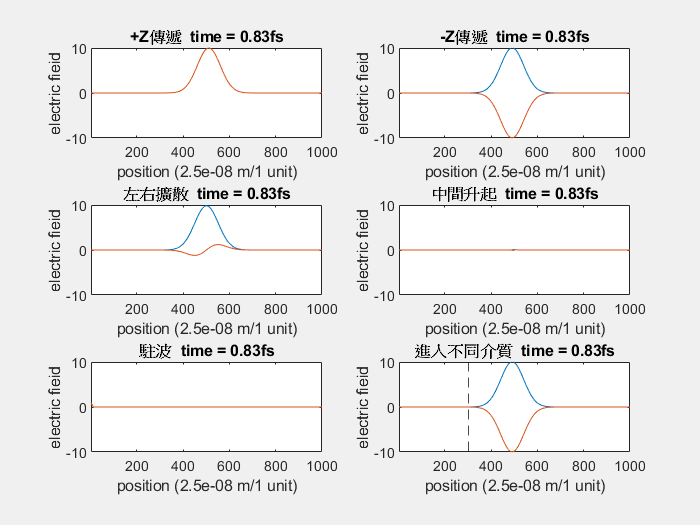 +Z傳遞 time = 0.83fs
10
0
-10
electric fieid
200 400 600 800 1000
position (2.5e-08 m/1 unit)
-Z傳遞 time = 0.83fs
10
0
-10
electric fieid
200 400 600 800 1000
position (2.5e-08 m/1 unit)
左右擴散 time = 0.83fs
10
0
-10
electric fieid
200 400 600 800 1000
position (2.5e-08 m/1 unit)
中間升起 time = 0.83fs
10
0
-10
electric fieid
200 400 600 800 1000
position (2.5e-08 m/1 unit)
駐波 time = 0.83fs
10
0
-10
electric fieid
200 400 600 800 1000
position (2.5e-08 m/1 unit)
進入不同介質 time = 0.83fs
10
0
-10
electric fieid
200 400 600 800 1000
position (2.5e-08 m/1 unit)